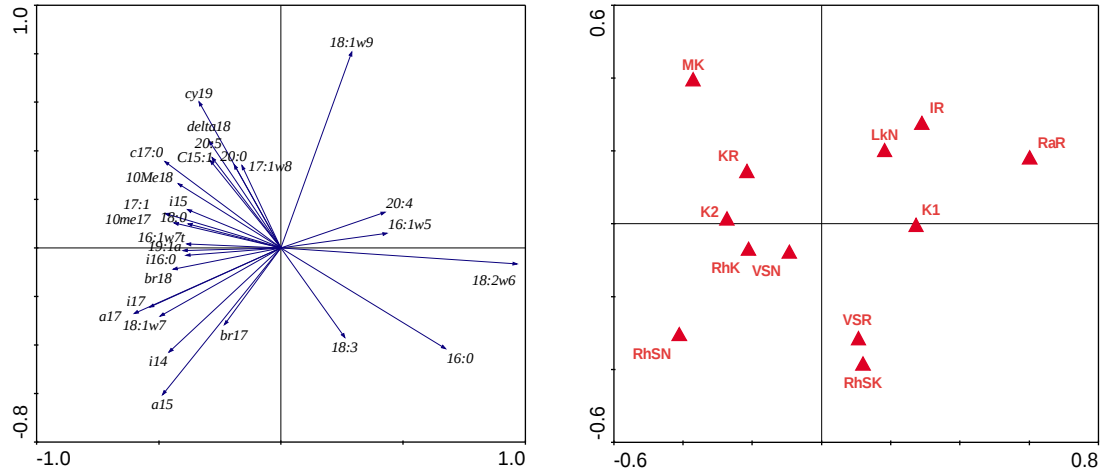 1.0
18:1w9
cy19
delta18
20:5
c17:0
C15:1
20:0
17:1w8
10Me18
17:1
i15
20:4
10me17
18:0
16:1w5
16:1w7t
19:1a
i16:0
br18
18:2w6
i17
a17
18:1w7
br17
18:3
i14
16:0
a15
-0.8
-1.0
1.0
0.6
MK
IR
LkN
RaR
KR
K2
K1
RhK
VSN
VSR
RhSN
RhSK
-0.6
-0.6
0.8